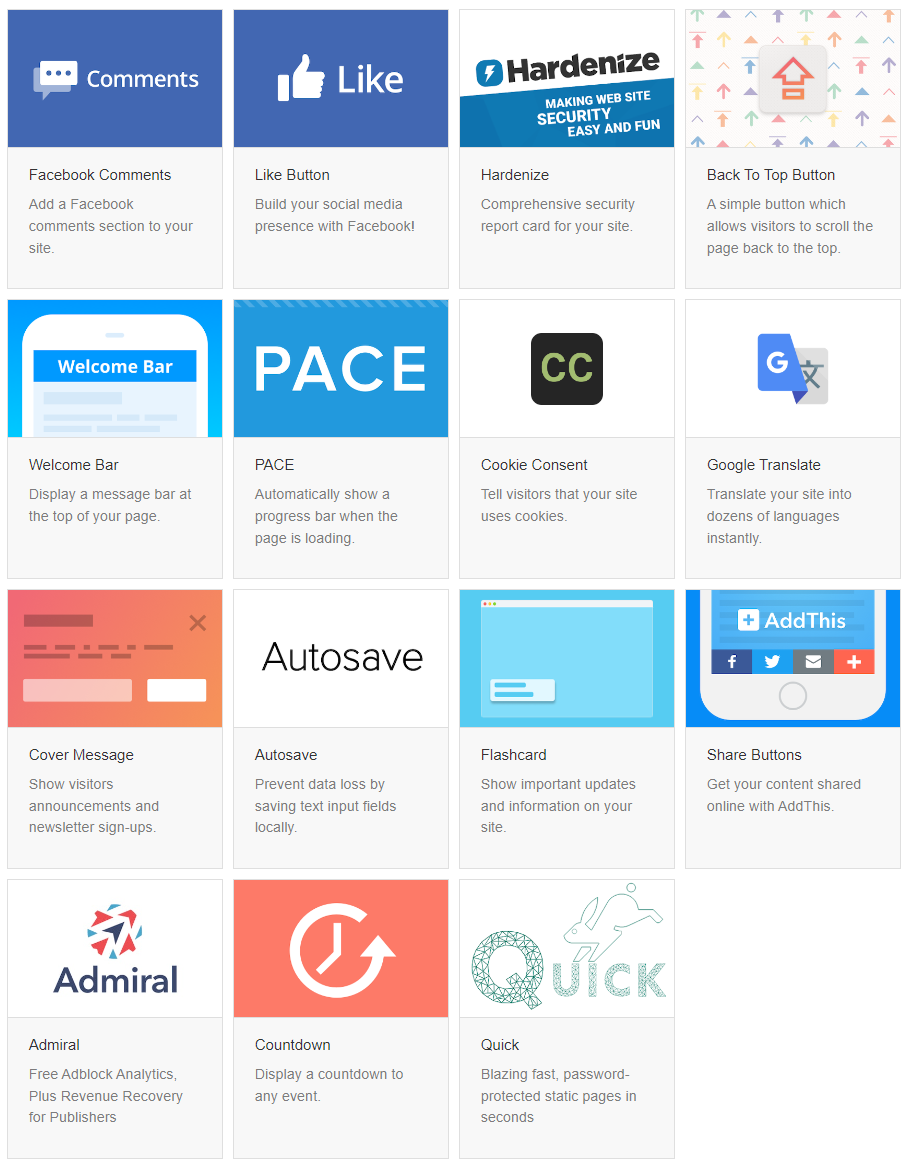 Comments
Like
Hardenize
MAKING WEB SITE
SECURITY
EASY AND FUN
Facebook Comments
Add a Facebook
comments section to your
site.
Like Button
Build your social media
presence with Facebook!
Hardenize
Comprehensive security
report card for your site.
Back To Top Button
A simple button which
allows visitors to scroll the
page back to the top.
Welcome Bar
PACE
CC
G
文
Welcome Bar
Display a message bar at
the top of your page.
PACE
Automatically show a
progress bar when the
page is loading.
Cookie Consent
Tell visitors that your site
uses cookies.
Google Translate
Translate your site into
dozens of languages
instantly.
Autosave
AddThis
f
Cover Message
Show visitors
announcements and
newsletter sign-ups.
Autosave
Prevent data loss by
saving text input fields
locally.
Flashcard
Show important updates
and information on your
site.
Share Buttons
Get your content shared
online with AddThis.
Admiral
QUICK
Admiral
Free Adblock Analytics,
Plus Revenue Recovery
for Publishers
Countdown
Display a countdown to
any event.
Quick
Blazing fast, password-
protected static pages in
seconds